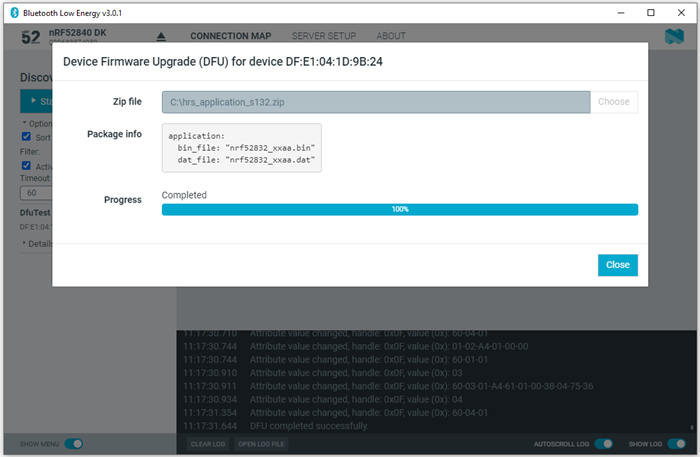 Bluetooth Low Energy v3.0.1
52 nRF52840 DK
CONNECTION MAP SERVER SETUP ABOUT
Device Firmware Upgrade (DFU) for device DF:E1:04:1D:9B:24
Disco
Sta
Zip file C:\hrs_application_s132.zip Choose
Option
Sort
Package info application:
bin_file: "nrf52832_xxaa.bin"
dat_file: "nrf52832_xxaa.dat"
Filter:
Activ
Timeout:
60
Progress Completed
100%
DfuTest
DF:E1:04:1
Details
Close
11:17:30.710 Attribute value changed, handle: 0x0F, value (0x): 60-04-01
11:17:30.744 Attribute value changed, handle: 0x0F, value (0x): 01-02-A4-01-00-00
11:17:30.744 Attribute value changed, handle: 0x0F, value (0x): 60-01-01
11:17:30.910 Attribute value changed, handle: 0x0F, value (0x): 03
11:17:30.911 Attribute value changed, handle: 0x0F, value (0x): 60-03-01-A4-61-01-00-38-04-75-36
11:17:30.934 Attribute value changed, handle: 0x0F, value (0x): 04
11:17:31.354 Attribute value changed, handle: 0x0F, value (0x): 60-04-01
11:17:31.644 DFU completed successfully.
SHOW MENU CLEAR LOG OPEN LOG FILE AUTOSCROLL LOG SHOW LOG